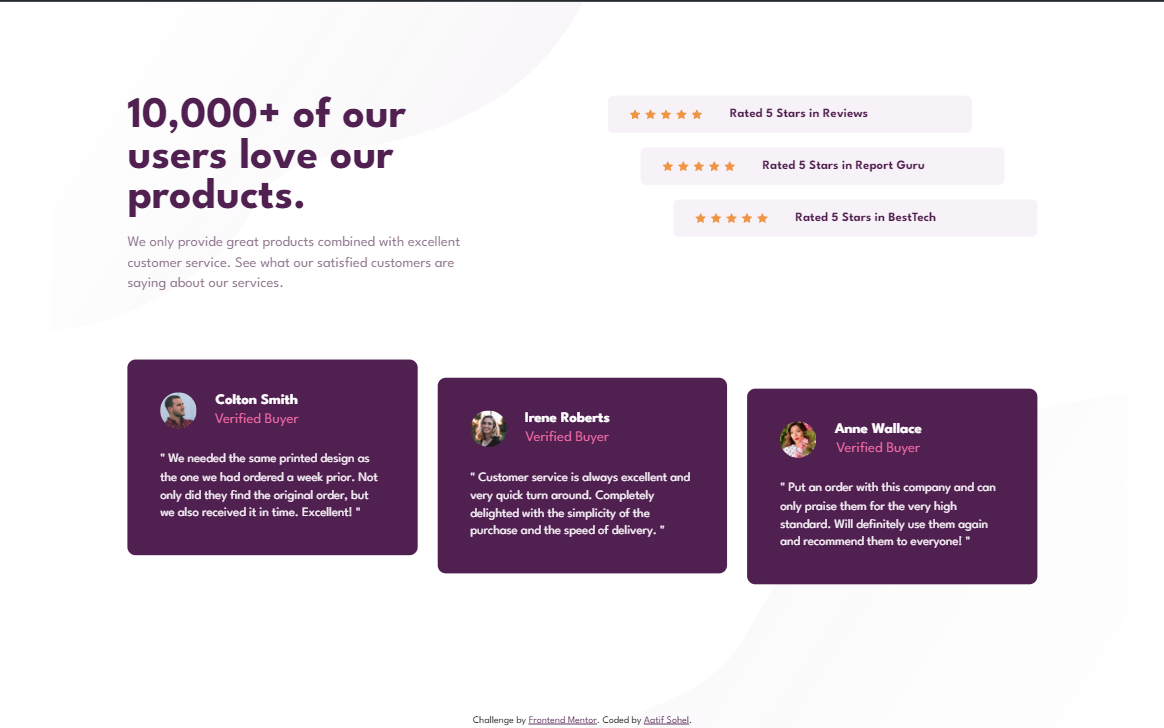 10,000+ of our
users love our
products.
We only provide great products combined with excellent
customer service. See what our satisfied customers are
saying about our services.
Rated 5 Stars in Reviews
Rated 5 Stars in Report Guru
Rated 5 Stars in BestTech
Colton Smith
Verified Buyer
" We needed the same printed design as
the one we had ordered a week prior. Not
only did they find the original order, but
we also received it in time. Excellent! "
Irene Roberts
Verified Buyer
" Customer service is always excellent and
very quick turn around. Completely
delighted with the simplicity of the
purchase and the speed of delivery. "
Anne Wallace
Verified Buyer
" Put an order with this company and can
only praise them for the very high
standard. Will definitely use them again
and recommend them to everyone! "
Challenge by Frontend Mentor. Coded by Aatif Sohel.